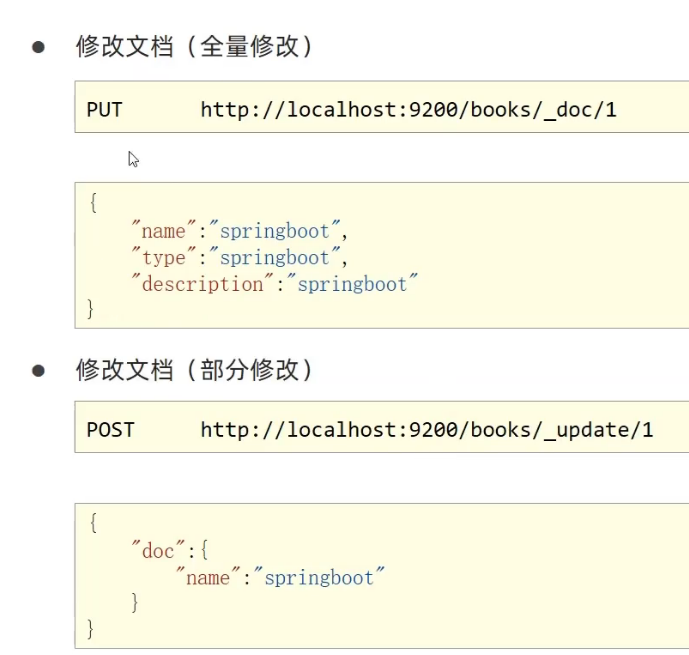 ● 修改文档（全量修改）
PUT http://localhost:9200/books/_doc/1
{
"name":"springboot",
"type":"springboot",
"description":"springboot"
}
● 修改文档（部分修改）
POST http://localhost:9200/books/_update/1
{
"doc":{
"name":"springboot"
}
}